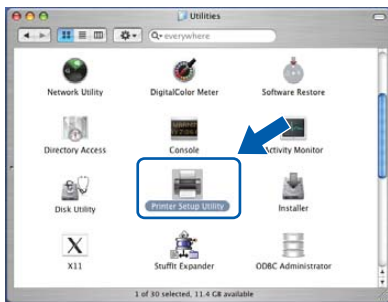 Utilities
everywhere
Network Utility
DigitalColor Meter
Software Restore
Directory Access
Console
Activity Monitor
Disk Utility
Printer Setup Utility
Installer
X11
StuffIt Expander
ODBC Administrator
1 of 30 selected, 11.4 GB available